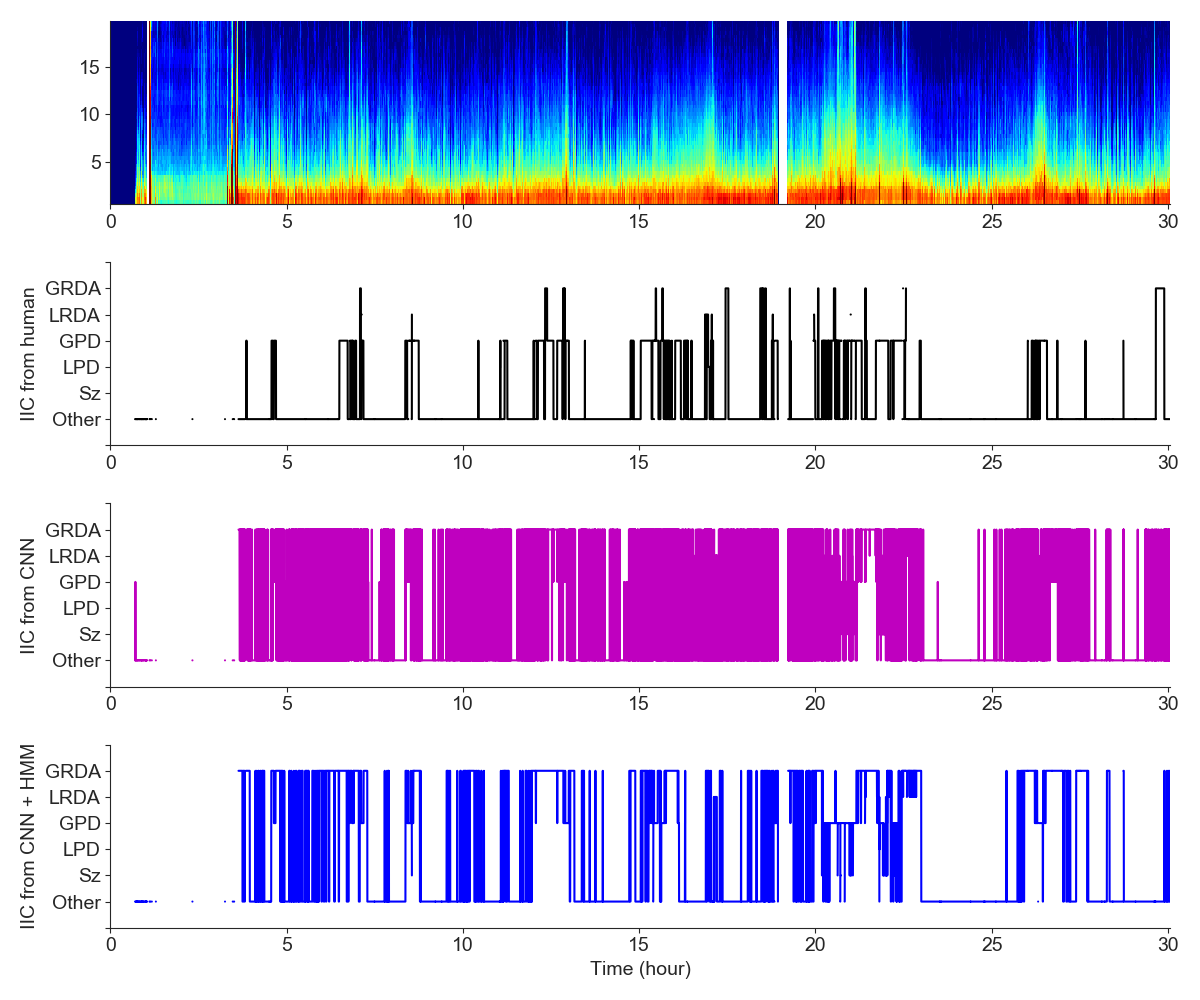 15
10
5
0 5 10 15 20 25 30
IIC from human
GRDA
LRDA
GPD
LPD
Sz
Other
0 5 10 15 20 25 30
IIC from CNN
GRDA
LRDA
GPD
LPD
Sz
Other
0 5 10 15 20 25 30
IIC from CNN + HMM
GRDA
LRDA
GPD
LPD
Sz
Other
0 5 10 15 20 25 30
Time (hour)